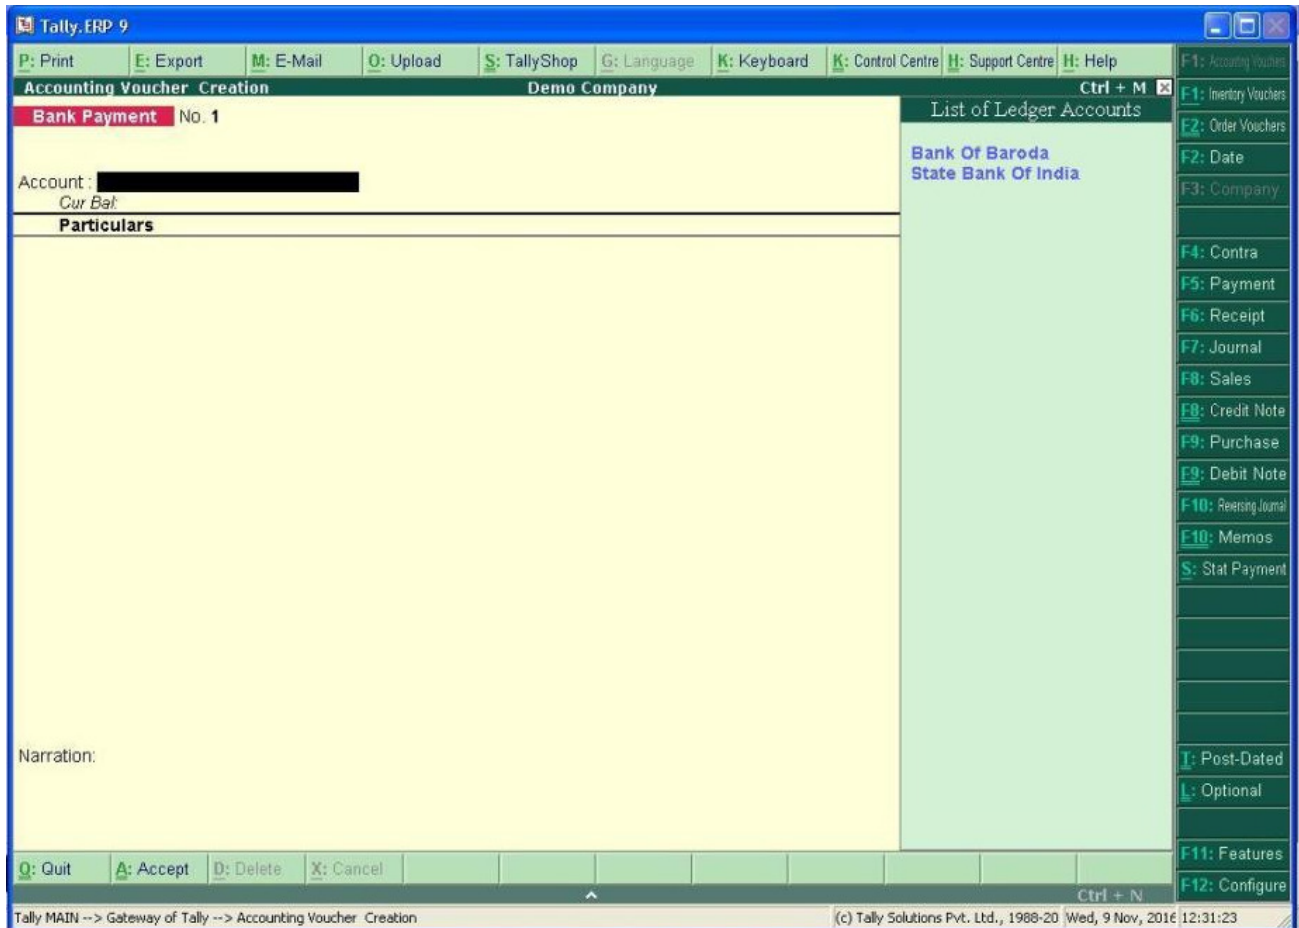 Tally.ERP 9
P: Print E: Export M: E-Mail O: Upload S: TallyShop G: Language K: Keyboard K: Control Centre H: Support Centre H: Help
Accounting Voucher Creation Demo Company Ctrl + M
Bank Payment No. 1
Account :
Cur Bal:
Particulars
Narration:
List of Ledger Accounts
Bank Of Baroda
State Bank Of India
F1: Accounting Vouchers
F1: Inventory Vouchers
F2: Order Vouchers
F2: Date
F3: Company
F4: Contra
F5: Payment
F6: Receipt
F7: Journal
F8: Sales
F8: Credit Note
F9: Purchase
F9: Debit Note
F10: Reversing Journal
F10: Memos
S: Stat Payment
T: Post-Dated
L: Optional
F11: Features
F12: Configure
Q: Quit A: Accept D: Delete X: Cancel
Ctrl + N
Tally MAIN --> Gateway of Tally --> Accounting Voucher Creation (c) Tally Solutions Pvt. Ltd., 1988-20 Wed, 9 Nov, 2016 12:31:23